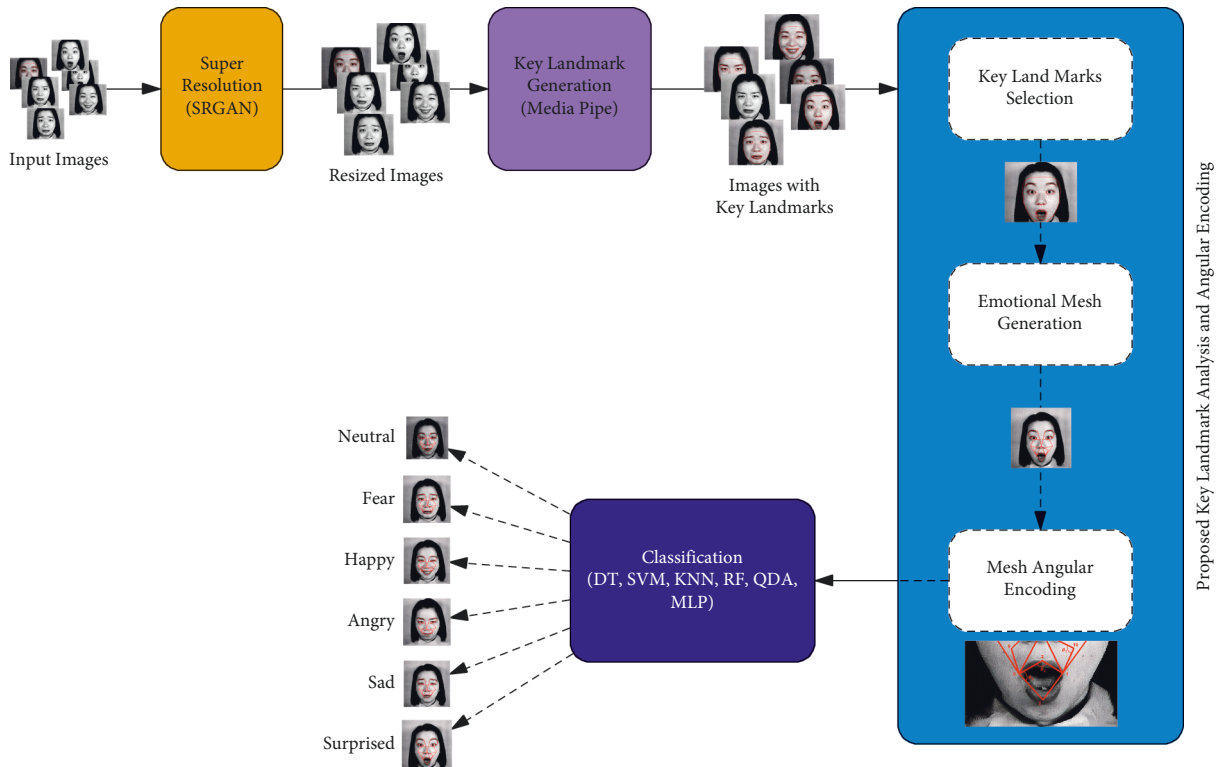 Input Images
Super
Resolution
(SRGAN)
Resized Images
Key Landmark
Generation
(Media Pipe)
Images with
Key Landmarks
Key Land Marks
Selection
Emotional Mesh
Generation
Mesh Angular
Encoding
Proposed Key Landmark Analysis and Angular Encoding
Classification
(DT, SVM, KNN, RF, QDA,
MLP)
Neutral
Fear
Happy
Angry
Sad
Surprised